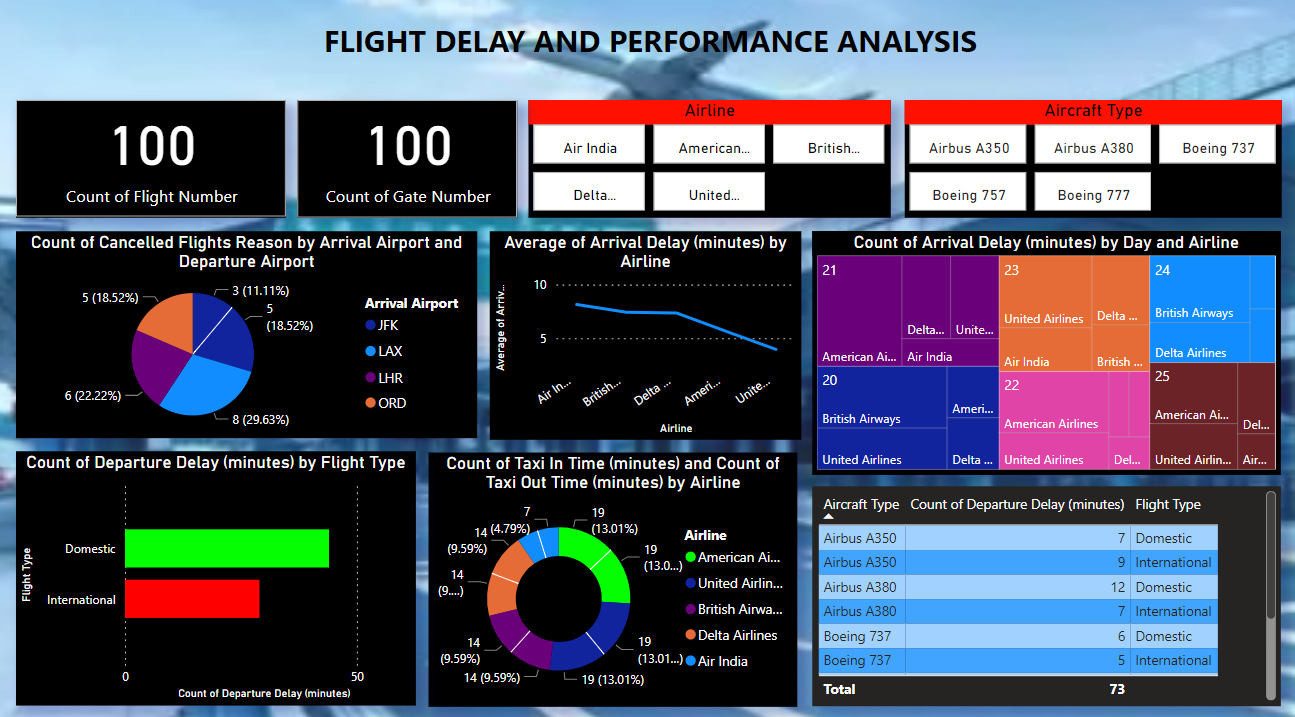 FLIGHT DELAY AND PERFORMANCE ANALYSIS
100
Count of Flight Number
100
Count of Gate Number
Airline
Air India
American...
British...
Delta...
United...
Aircraft Type
Airbus A350
Airbus A380
Boeing 737
Boeing 757
Boeing 777
Count of Cancelled Flights Reason by Arrival Airport and
Departure Airport
5 (18.52%)
3 (11.11%)
5
(18.52%)
6 (22.22%)
8 (29.63%)
Arrival Airport
JFK
LAX
LHR
ORD
Average of Arrival Delay (minutes) by
Airline
Average of Arriv...
10
5
Air In...
British...
Delta ...
Ameri...
Unite...
Airline
Count of Arrival Delay (minutes) by Day and Airline
21
American Ai...
Delta...
Unite...
Air India
23
United Airlines
Delta ...
Air India
British ...
24
British Airways
Delta Airlines
20
British Airways
Ameri...
United Airlines
Delta ...
22
American Airlines
United Airlines
Del...
25
American Ai...
Del...
United Airlin...
Air...
Count of Departure Delay (minutes) by Flight Type
Flight Type
Domestic
International
0
50
Count of Departure Delay (minutes)
Count of Taxi In Time (minutes) and Count of
Taxi Out Time (minutes) by Airline
7
(4.79%)
19
(13.01%)
14
(9.59%)
19
(13.0...)
14
(9....)
14
(9.59%)
19
(13.01...)
14 (9.59%)
19 (13.01%)
Airline
American Ai...
United Airlin...
British Airwa...
Delta Airlines
Air India
Aircraft Type Count of Departure Delay (minutes) Flight Type
Airbus A350 7 Domestic
Airbus A350 9 International
Airbus A380 12 Domestic
Airbus A380 7 International
Boeing 737 6 Domestic
Boeing 737 5 International
Total 73